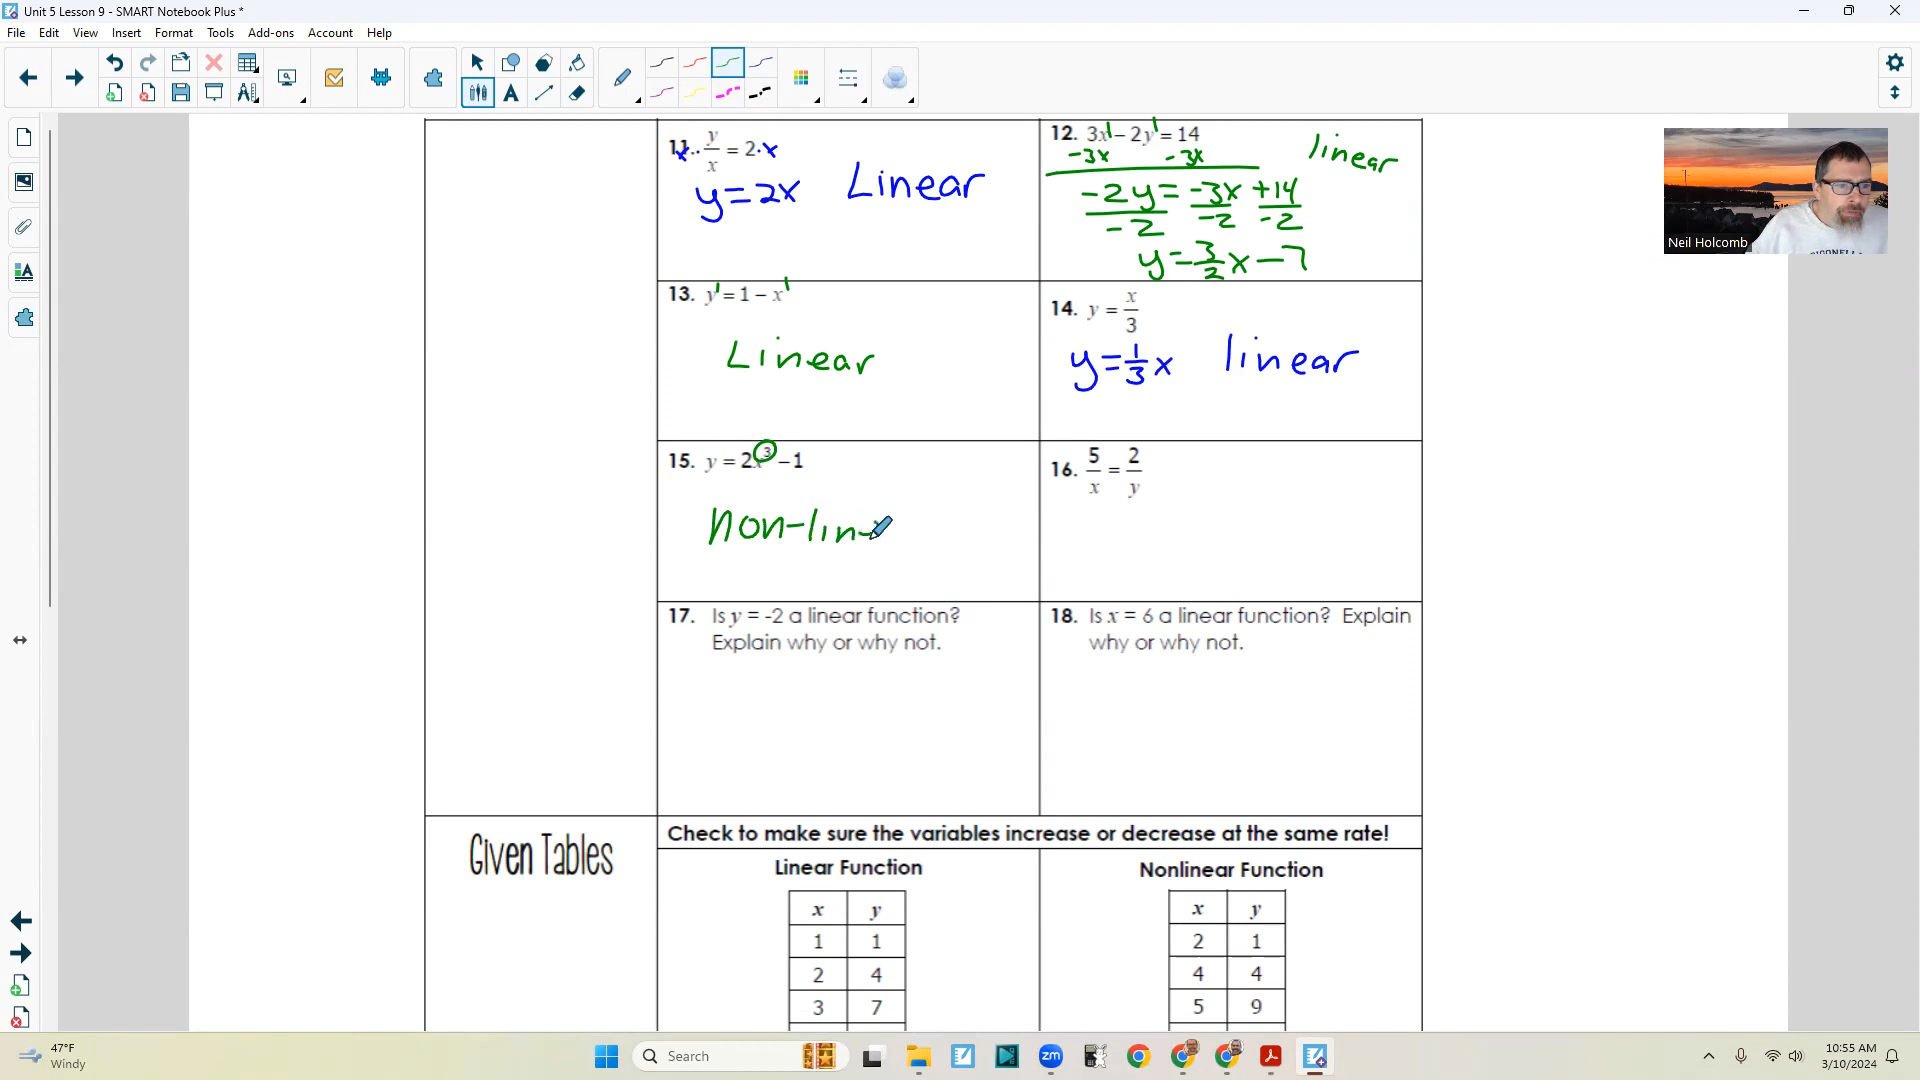 Unit 5 Lesson 9 - SMART Notebook Plus *
File Edit View Insert Format Tools Add-ons Account Help
11. y/x = 2 · x
x ·
y = 2x Linear
12. 3x¹ − 2y¹ = 14
-3x -3x
linear
-2y = -3x + 14
-2 -2 -2
y = 3/2 x − 7
13. y¹ = 1 − x¹
Linear
14. y = x/3
y = 1/3 x linear
15. y = 2x³ − 1
non-lin
16. 5/x = 2/y
17. Is y = -2 a linear function?
Explain why or why not.
18. Is x = 6 a linear function? Explain
why or why not.
Given Tables
Check to make sure the variables increase or decrease at the same rate!
Linear Function
x y
1 1
2 4
3 7
Nonlinear Function
x y
2 1
4 4
5 9
Neil Holcomb
47°F
Windy
Search
zm
10:55 AM
3/10/2024